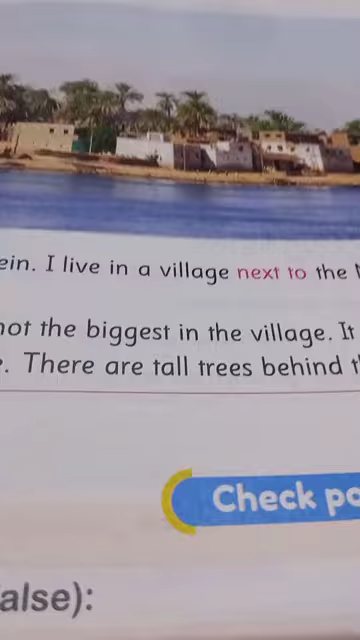 ein. I live in a village next to the
not the biggest in the village. It
. There are tall trees behind
Check po
alse):